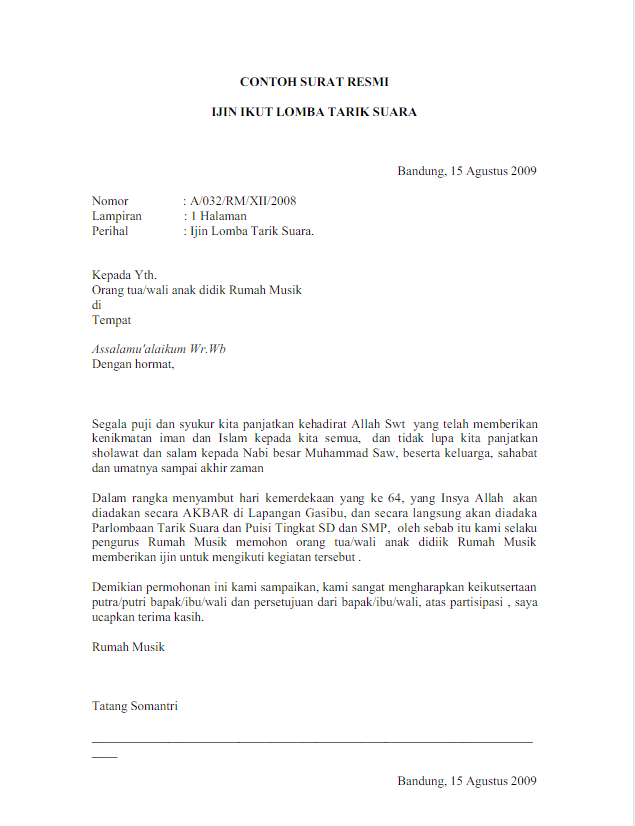 CONTOH SURAT RESMI
IJIN IKUT LOMBA TARIK SUARA
Bandung, 15 Agustus 2009
Nomor : A/032/RM/XII/2008
Lampiran : 1 Halaman
Perihal : Ijin Lomba Tarik Suara.
Kepada Yth.
Orang tua/wali anak didik Rumah Musik
di
Tempat
Assalamu'alaikum Wr.Wb
Dengan hormat,
Segala puji dan syukur kita panjatkan kehadirat Allah Swt yang telah memberikan
kenikmatan iman dan Islam kepada kita semua, dan tidak lupa kita panjatkan
sholawat dan salam kepada Nabi besar Muhammad Saw, beserta keluarga, sahabat
dan umatnya sampai akhir zaman
Dalam rangka menyambut hari kemerdekaan yang ke 64, yang Insya Allah akan
diadakan secara AKBAR di Lapangan Gasibu, dan secara langsung akan diadaka
Parlombaan Tarik Suara dan Puisi Tingkat SD dan SMP, oleh sebab itu kami selaku
pengurus Rumah Musik memohon orang tua/wali anak didiik Rumah Musik
memberikan ijin untuk mengikuti kegiatan tersebut .
Demikian permohonan ini kami sampaikan, kami sangat mengharapkan keikutsertaan
putra/putri bapak/ibu/wali dan persetujuan dari bapak/ibu/wali, atas partisipasi , saya
ucapkan terima kasih.
Rumah Musik
Tatang Somantri
Bandung, 15 Agustus 2009